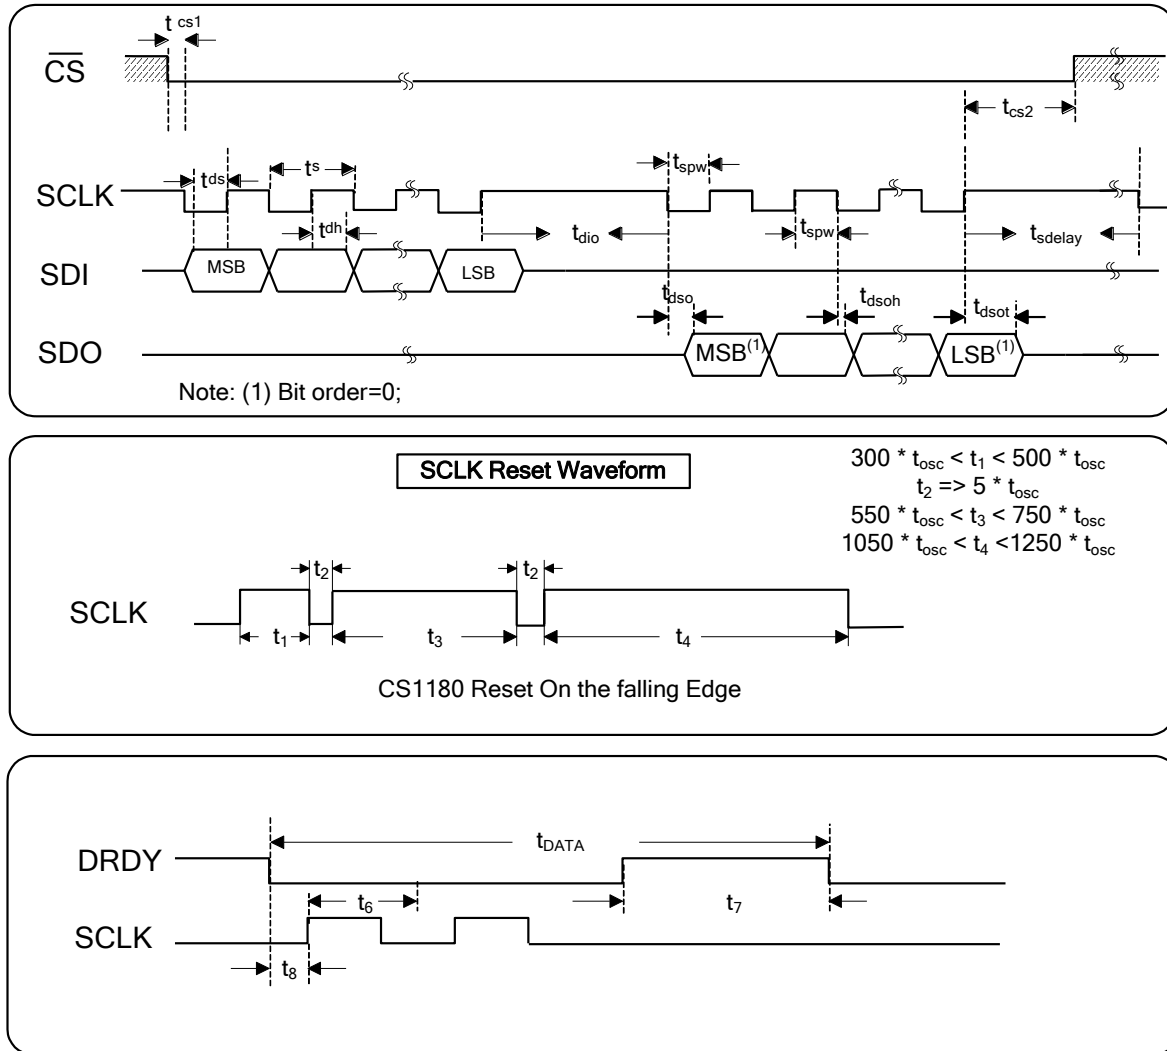 t cs1
CS
tcs2
tds
ts
tspw
SCLK
tdh
tdio
tspw
tsdelay
MSB
LSB
SDI
tdso
tdsoh
tdsot
MSB(1)
LSB(1)
SDO
Note: (1) Bit order=0;
SCLK Reset Waveform
300 * tosc < t1 < 500 * tosc
t2 => 5 * tosc
550 * tosc < t3 < 750 * tosc
1050 * tosc < t4 <1250 * tosc
t2
t2
SCLK
t1
t3
t4
CS1180 Reset On the falling Edge
tDATA
DRDY
t6
t7
SCLK
t8